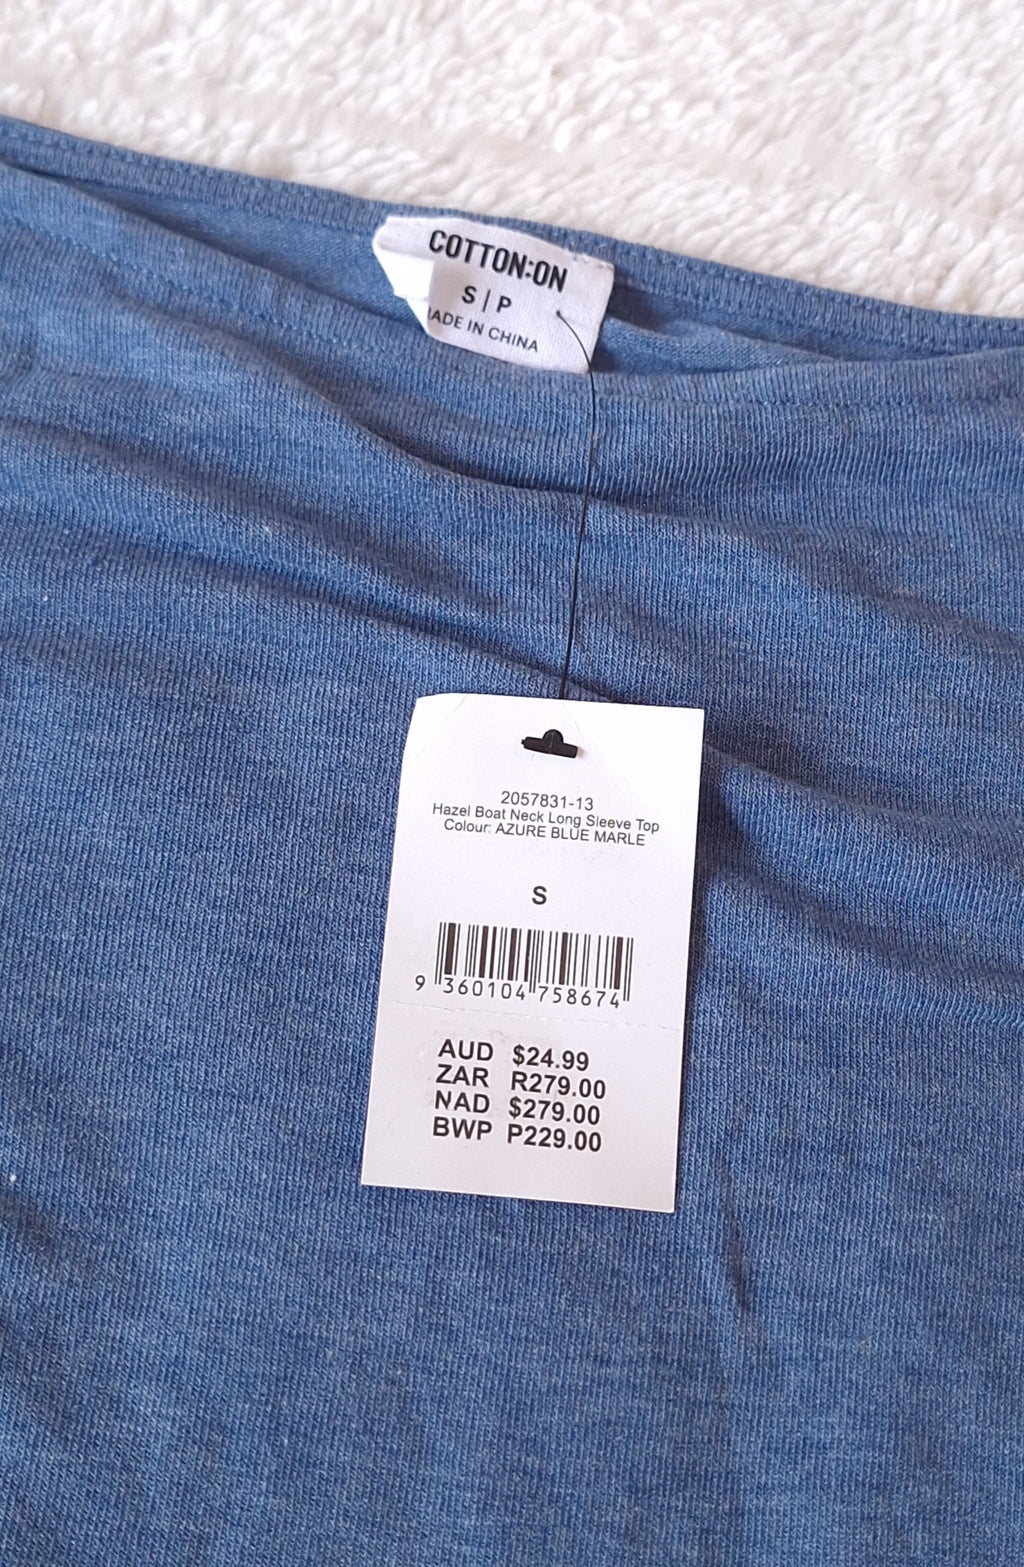 COTTON:ON
S | P
MADE IN CHINA
2057831-13
Hazel Boat Neck Long Sleeve Top
Colour: AZURE BLUE MARLE
S
9 360104 758674
AUD $24.99
ZAR R279.00
NAD $279.00
BWP P229.00